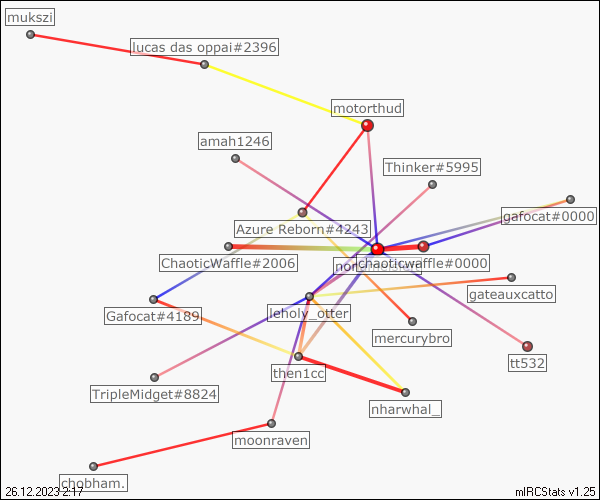 mukszi
lucas das oppai#2396
motorthud
amah1246
Thinker#5995
gafocat#0000
Azure Reborn#4243
ChaoticWaffle#2006
chaoticwaffle#0000
gateauxcatto
leholy_otter
Gafocat#4189
mercurybro
tt532
then1cc
TripleMidget#8824
nharwhal_
moonraven
chobham.
26.12.2023 2:17
mIRCStats v1.25